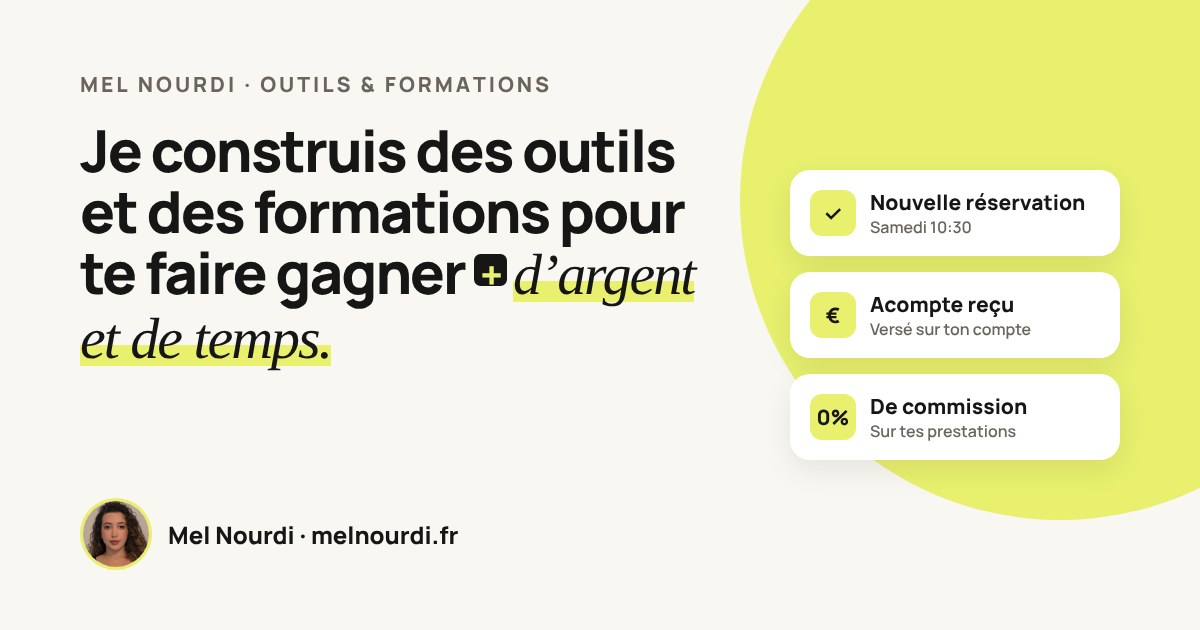 MEL NOURDI · OUTILS & FORMATIONS
Je construis des outils
et des formations pour
te faire gagner + d’argent
et de temps.
✓ Nouvelle réservation
Samedi 10:30
€ Acompte reçu
Versé sur ton compte
0% De commission
Sur tes prestations
Mel Nourdi · melnourdi.fr